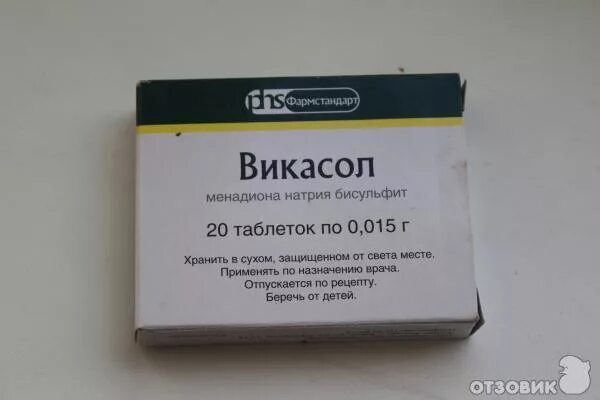 phs Фармстандарт
Викасол
менадиона натрия бисульфит
20 таблеток по 0,015 г
Хранить в сухом, защищенном от света месте.
Применять по назначению врача.
Отпускается по рецепту.
Беречь от детей.
ОТЗОВИК